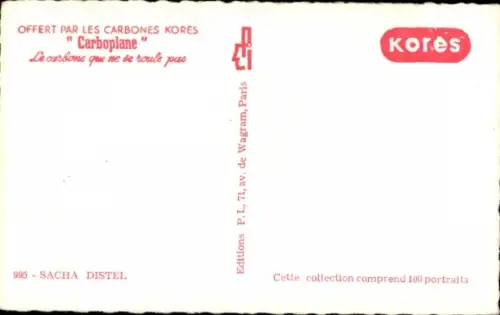 OFFERT PAR LES CARBONES KORÈS
" Carboplane "
Le carbone qui ne se roule pas
Korès
Editions P. I., 71, av. de Wagram, Paris
995 - SACHA DISTEL
Cette collection comprend 100 portraits